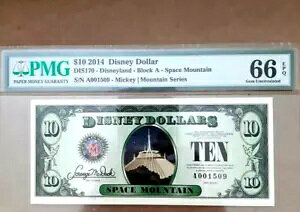 PMG
PAPER MONEY GUARANTY
$10 2014 Disney Dollar
DIS170 - Disneyland - Block A - Space Mountain
S/N A001509 - Mickey | Mountain Series
66 EPQ
Gem Uncirculated
10
DISNEY DOLLARS
10
TEN
A001509
10
SPACE MOUNTAIN
10